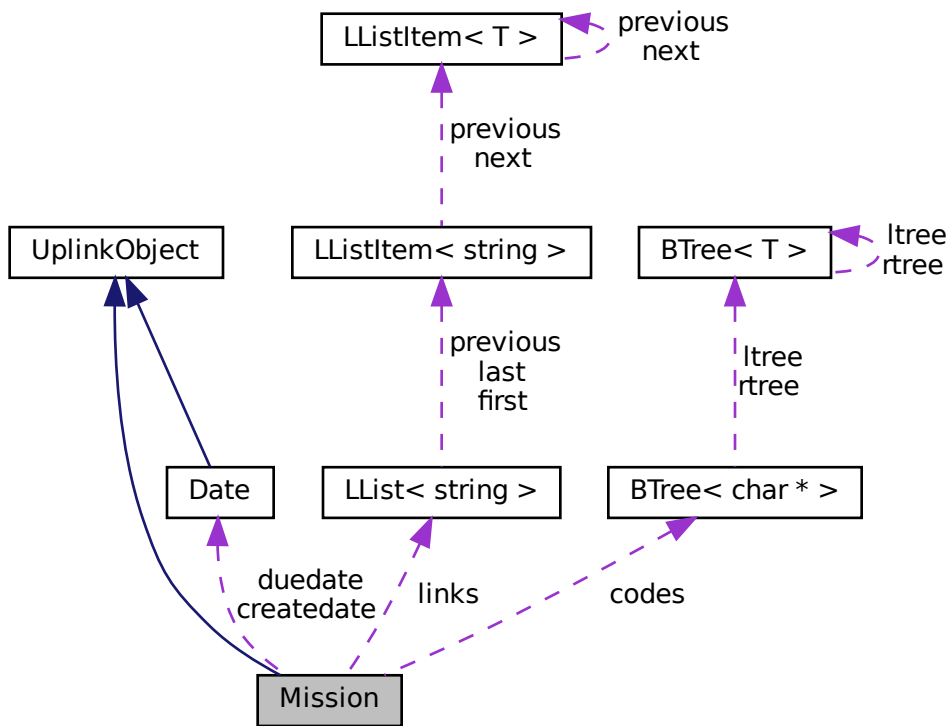 LListItem< T >
previous
next
previous
next
UplinkObject
LListItem< string >
BTree< T >
ltree
rtree
previous
last
first
ltree
rtree
Date
LList< string >
BTree< char * >
duedate
createdate
links
codes
Mission